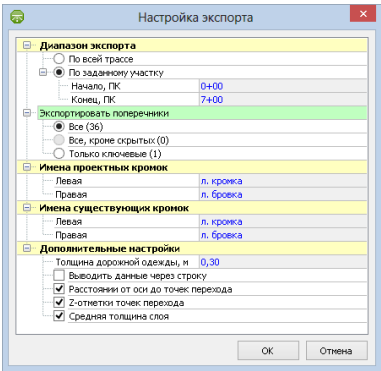 Настройка экспорта
Диапазон экспорта
По всей трассе
По заданному участку
Начало, ПК 0+00
Конец, ПК 7+00
Экспортировать поперечники
Все (36)
Все, кроме скрытых (0)
Только ключевые (1)
Имена проектных кромок
Левая л. кромка
Правая л. бровка
Имена существующих кромок
Левая л. кромка
Правая л. бровка
Дополнительные настройки
Толщина дорожной одежды, м 0,30
Выводить данные через строку
Расстоянии от оси до точек перехода
Z-отметки точек перехода
Средняя толщина слоя
ОК Отмена